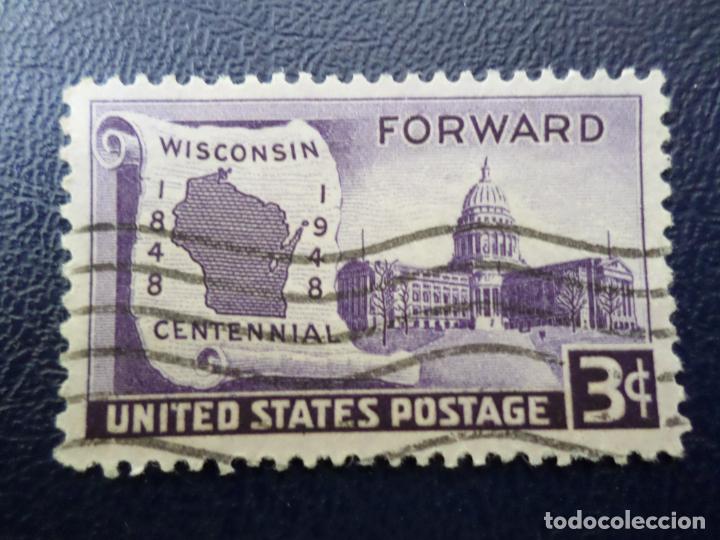 WISCONSIN
1848
1948
CENTENNIAL
FORWARD
UNITED STATES POSTAGE
3¢
todocoleccion